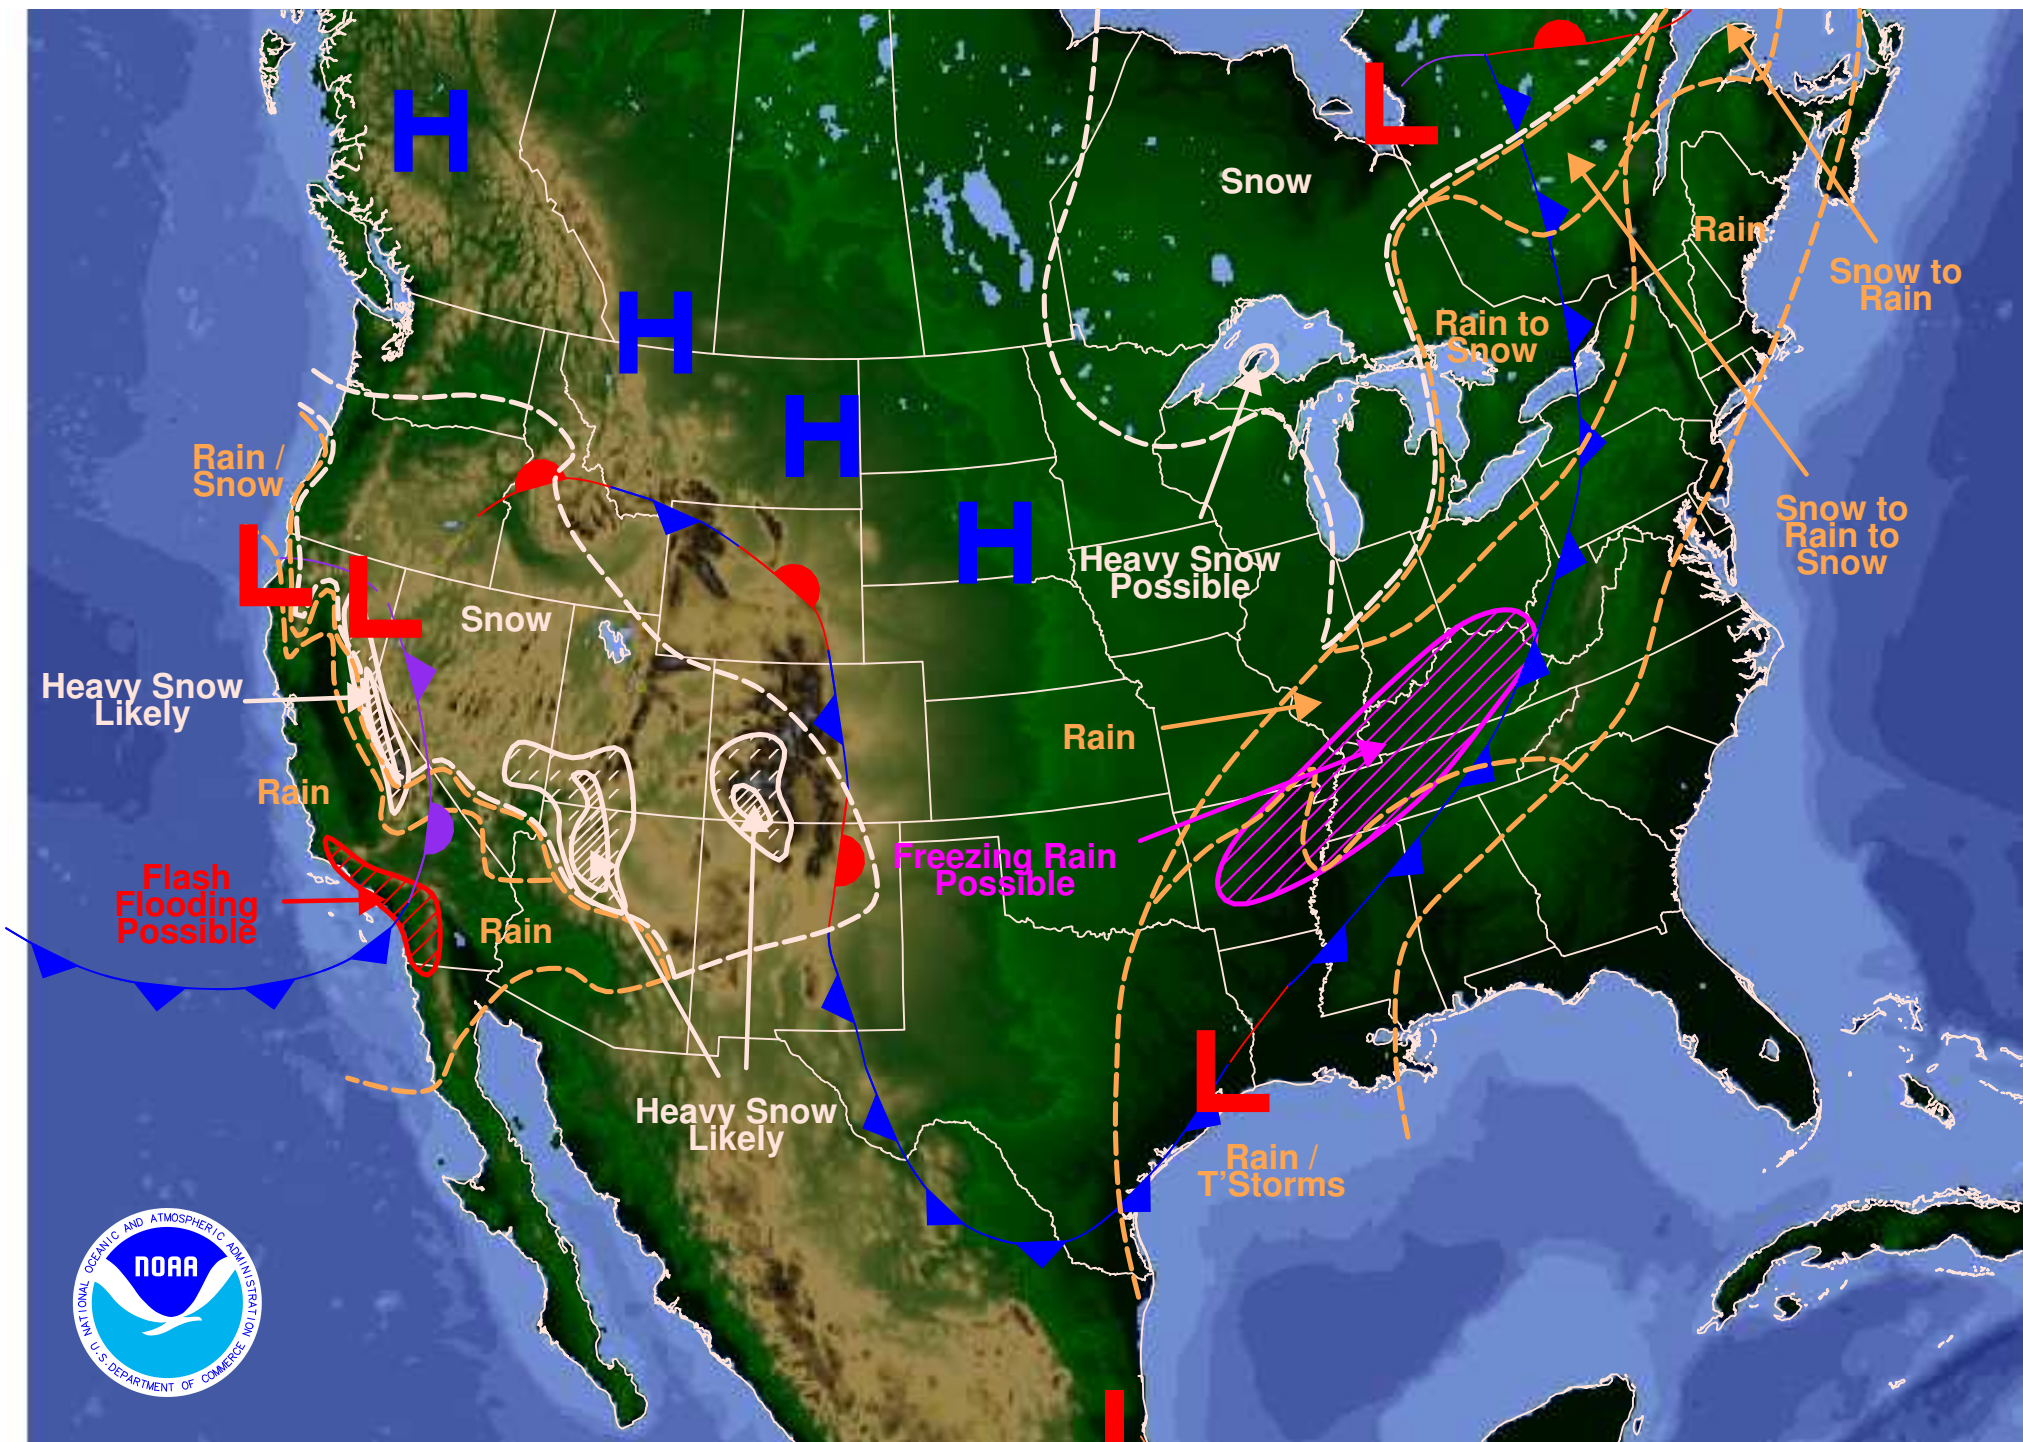 H
L
Snow
Rain
Snow to
Rain
H
Rain to
Snow
H
Rain /
Snow
H
Snow to
Rain to
Snow
L
L
Heavy Snow
Possible
Snow
Heavy Snow
Likely
Rain
Rain
Freezing Rain
Possible
Flash
Flooding
Possible
Rain
L
Heavy Snow
Likely
Rain /
T'Storms
NATIONAL OCEANIC AND ATMOSPHERIC ADMINISTRATION
NOAA
U.S. DEPARTMENT OF COMMERCE
L